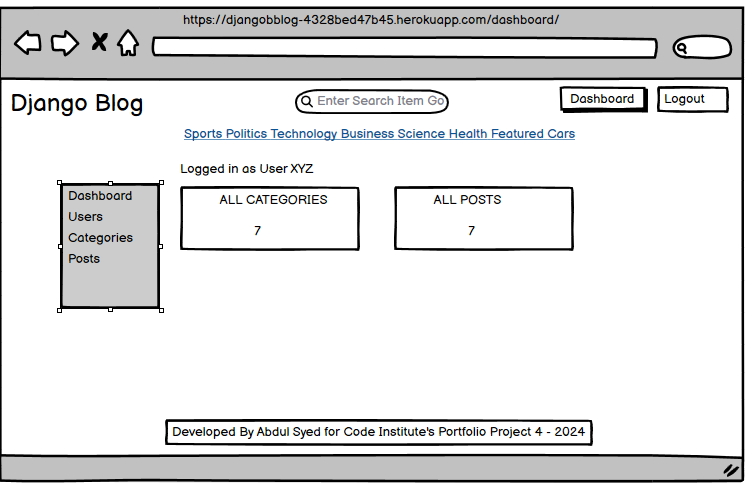 https://djangobblog-4328bed47b45.herokuapp.com/dashboard/
Django Blog
Enter Search Item Go
Dashboard
Logout
Sports Politics Technology Business Science Health Featured Cars
Logged in as User XYZ
Dashboard
Users
Categories
Posts
ALL CATEGORIES
7
ALL POSTS
7
Developed By Abdul Syed for Code Institute's Portfolio Project 4 - 2024